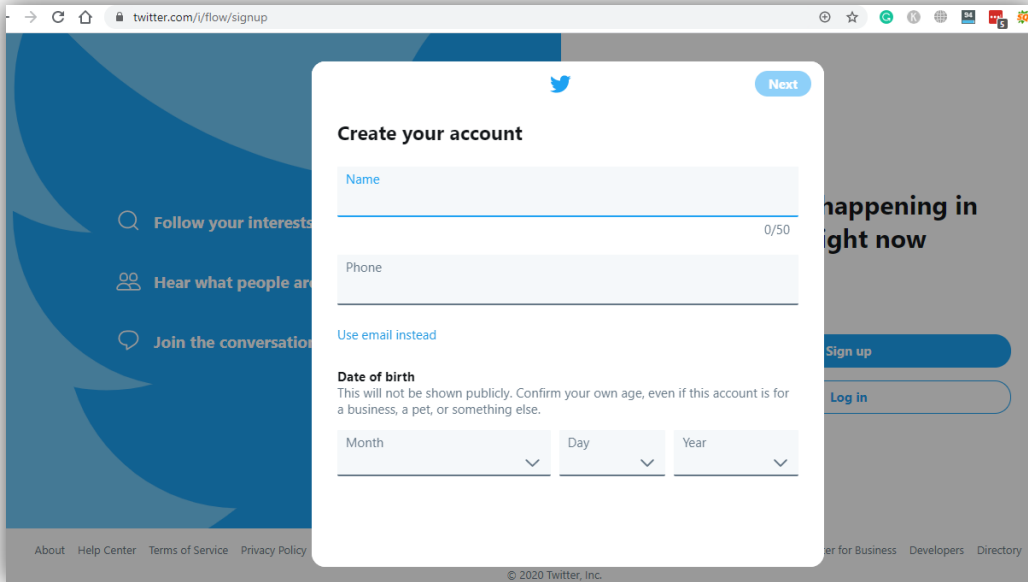 twitter.com/i/flow/signup
94
5
Next
Create your account
Name
0/50
Phone
Use email instead
Date of birth
This will not be shown publicly. Confirm your own age, even if this account is for
a business, a pet, or something else.
Month Day Year
Follow your interests
Hear what people are
Join the conversation
happening in
ight now
Sign up
Log in
About Help Center Terms of Service Privacy Policy
er for Business Developers Directory
© 2020 Twitter, Inc.